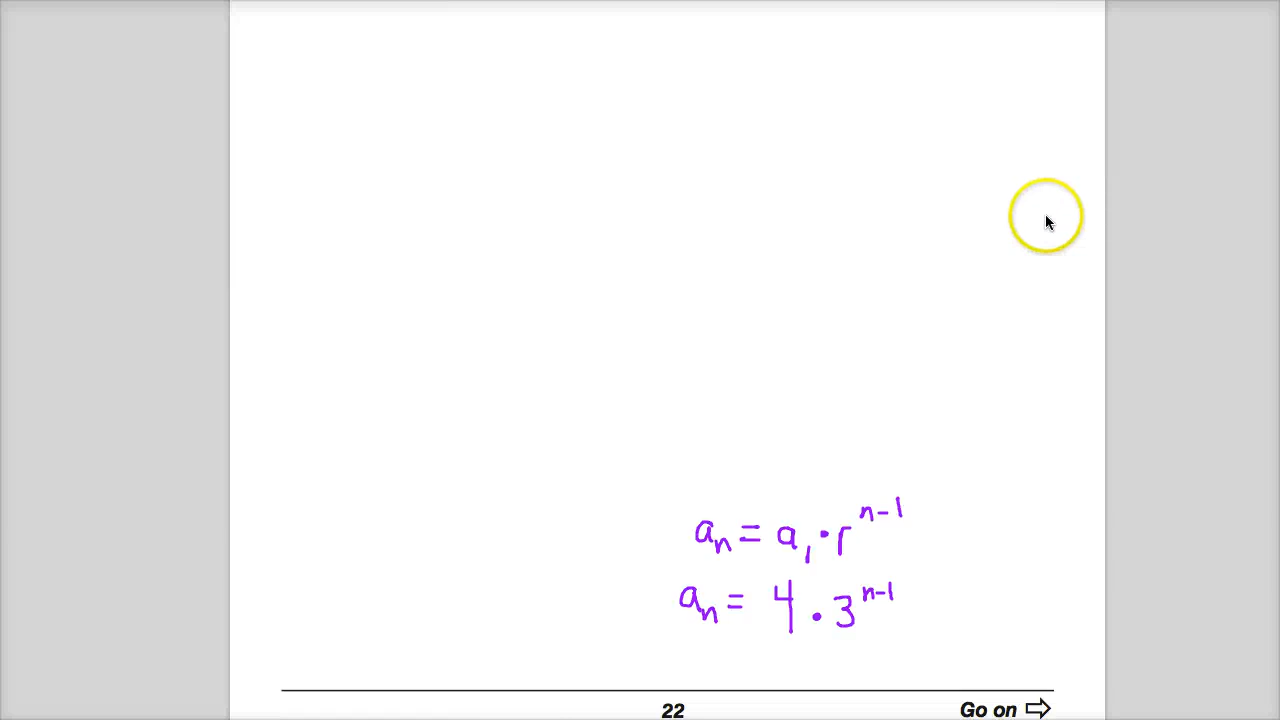 aₙ = a₁ · r^(n-1)
aₙ = 4 · 3^(n-1)
22
Go on ⇨